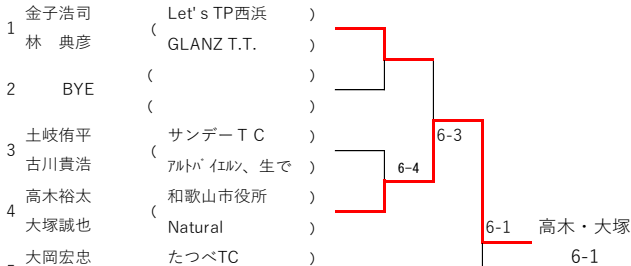 金子浩司 Let's TP西浜 )
1 (
林 典彦 GLANZ T.T. )
( )
2 BYE
( )
土岐侑平 サンデーＴＣ ) 6-3
3 (
古川貴浩 ｱﾙﾄﾊﾞｲｴﾙﾝ、生で ) 6-4
高木裕太 和歌山市役所 )
4 (
大塚誠也 Natural ) 6-1 高木・大塚
大岡宏忠 たつべTC ) 6-1